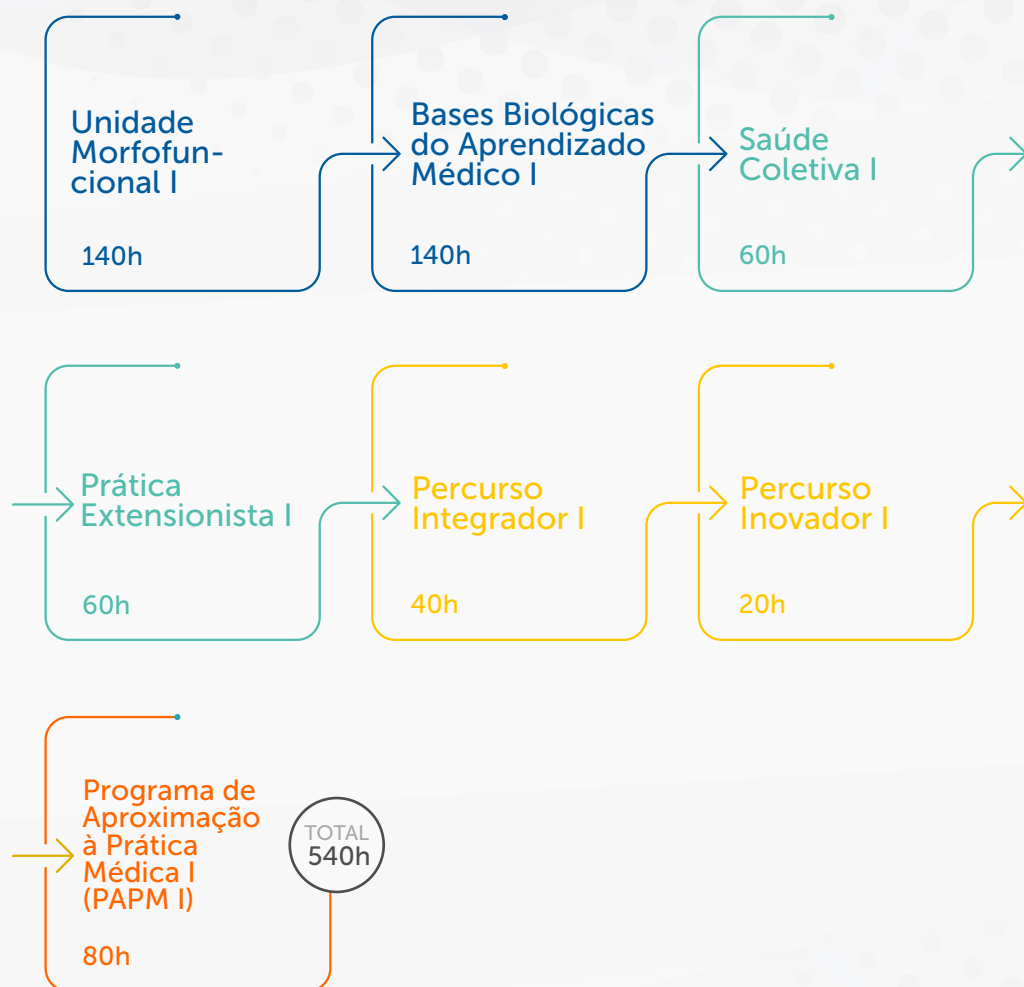 Unidade
Morfofun-
cional I
140h
Bases Biológicas
do Aprendizado
Médico I
140h
Saúde
Coletiva I
60h
Prática
Extensionista I
60h
Percurso
Integrador I
40h
Percurso
Inovador I
20h
Programa de
Aproximação
à Prática
Médica I
(PAPM I)
80h
TOTAL
540h